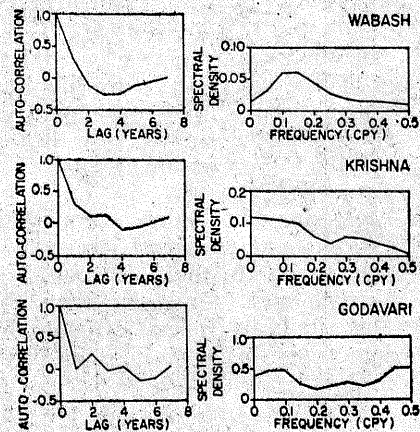 WABASH
AUTO-CORRELATION
1.0
0.5
0
-0.5
0 2 4 6 8
LAG (YEARS)
SPECTRAL DENSITY
0.10
0.05
0
0 0.1 0.2 0.3 0.4 0.5
FREQUENCY (CPY)
KRISHNA
AUTO-CORRELATION
1.0
0.5
0
-0.5
0 2 4 6 8
LAG (YEARS)
SPECTRAL DENSITY
0.2
0.1
0
0 0.1 0.2 0.3 0.4 0.5
FREQUENCY (CPY)
GODAVARI
AUTO-CORRELATION
1.0
0.5
0
-0.5
0 2 4 6 8
LAG (YEARS)
SPECTRAL DENSITY
1.0
0.5
0
0 0.1 0.2 0.3 0.4 0.5
FREQUENCY (CPY)